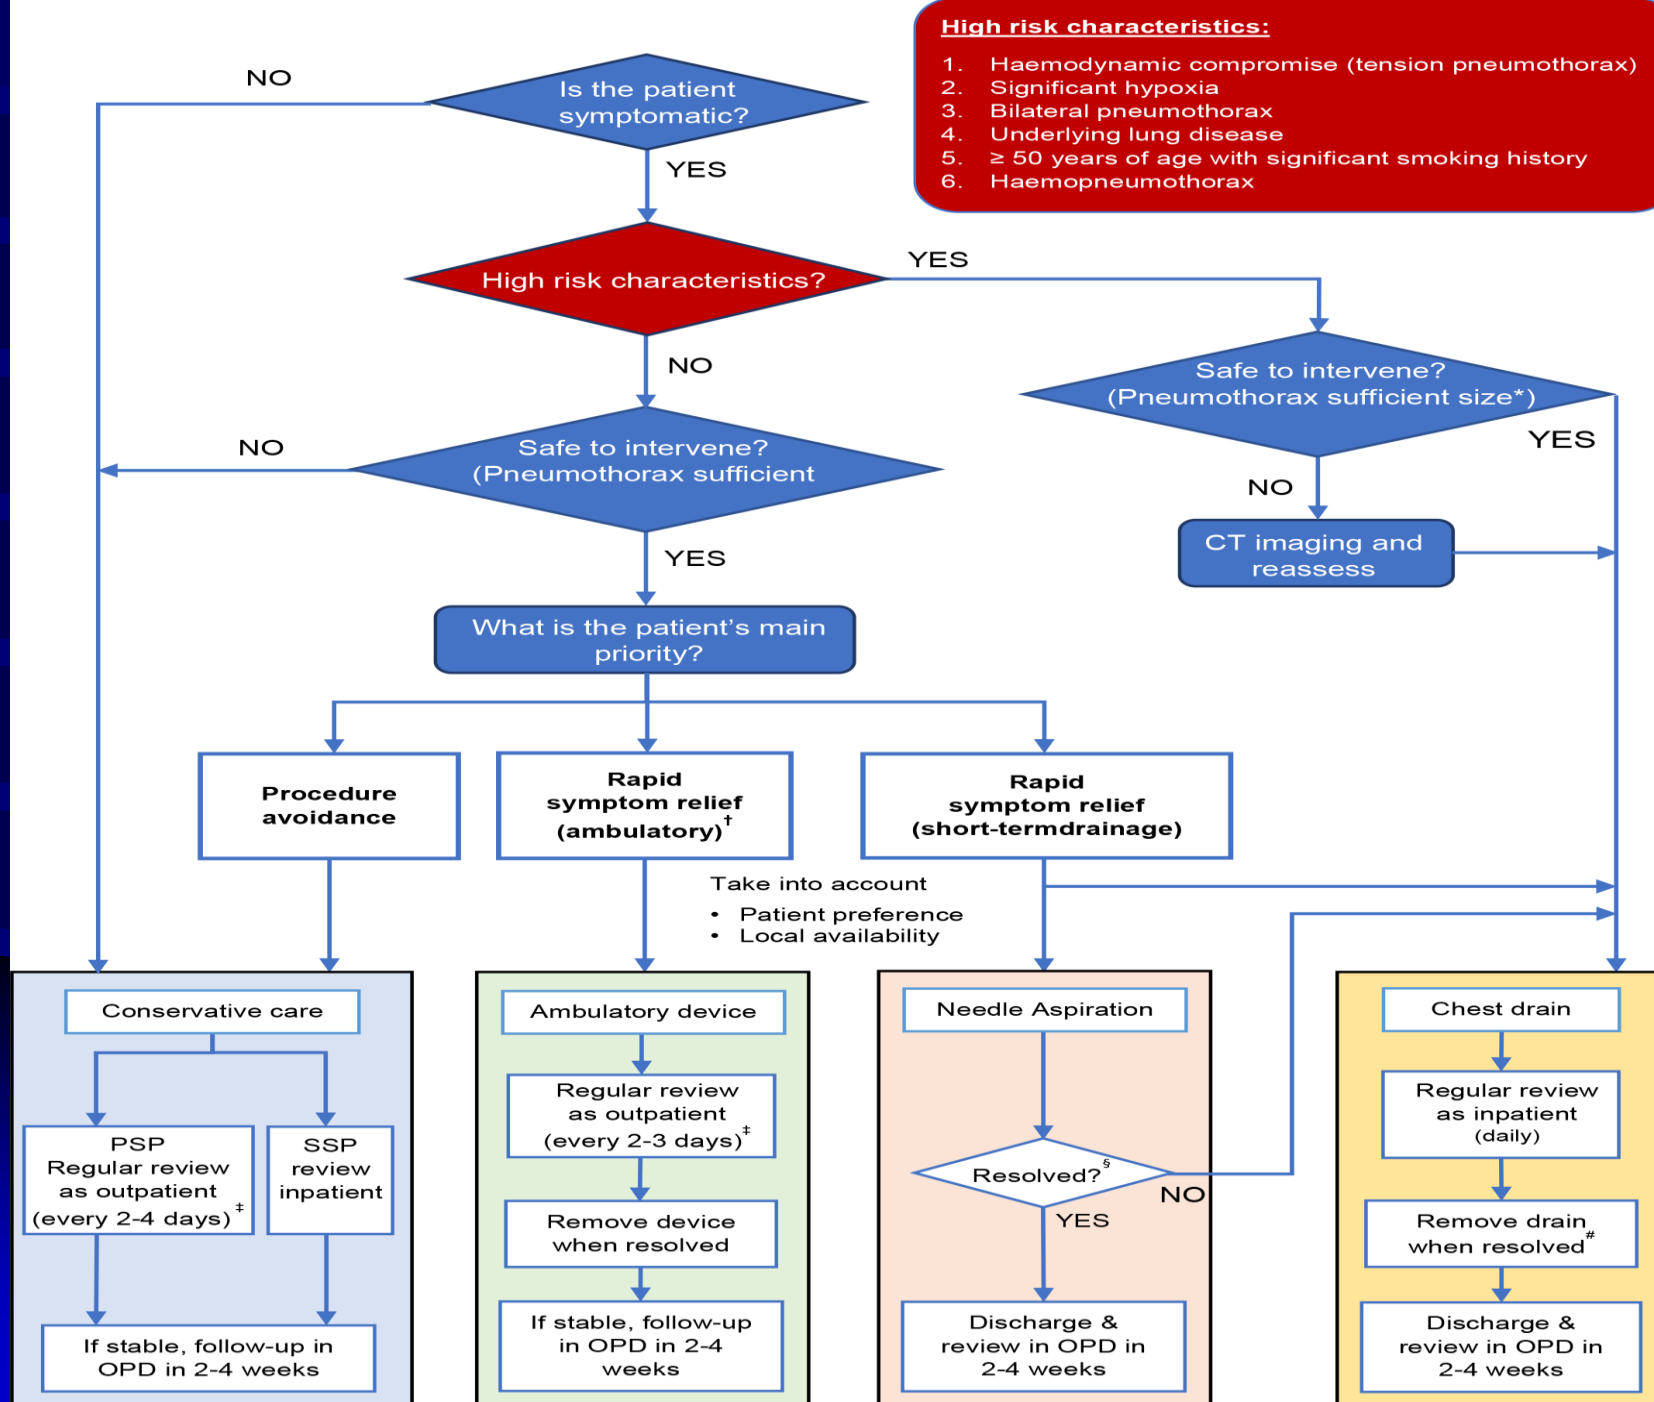 High risk characteristics:
1. Haemodynamic compromise (tension pneumothorax)
2. Significant hypoxia
3. Bilateral pneumothorax
4. Underlying lung disease
5. ≥ 50 years of age with significant smoking history
6. Haemopneumothorax
NO
Is the patient
symptomatic?
YES
High risk characteristics?
YES
NO
Safe to intervene?
(Pneumothorax sufficient size*)
YES
NO
CT imaging and
reassess
NO
Safe to intervene?
(Pneumothorax sufficient
YES
What is the patient's main
priority?
Procedure
avoidance
Rapid
symptom relief
(ambulatory)†
Rapid
symptom relief
(short-termdrainage)
Take into account
• Patient preference
• Local availability
Conservative care
PSP
Regular review
as outpatient
(every 2-4 days)‡
SSP
review
inpatient
If stable, follow-up in
OPD in 2-4 weeks
Ambulatory device
Regular review
as outpatient
(every 2-3 days)‡
Remove device
when resolved
If stable, follow-up
in OPD in 2-4
weeks
Needle Aspiration
Resolved?§
NO
YES
Discharge &
review in OPD in
2-4 weeks
Chest drain
Regular review
as inpatient
(daily)
Remove drain
when resolved#
Discharge &
review in OPD in
2-4 weeks